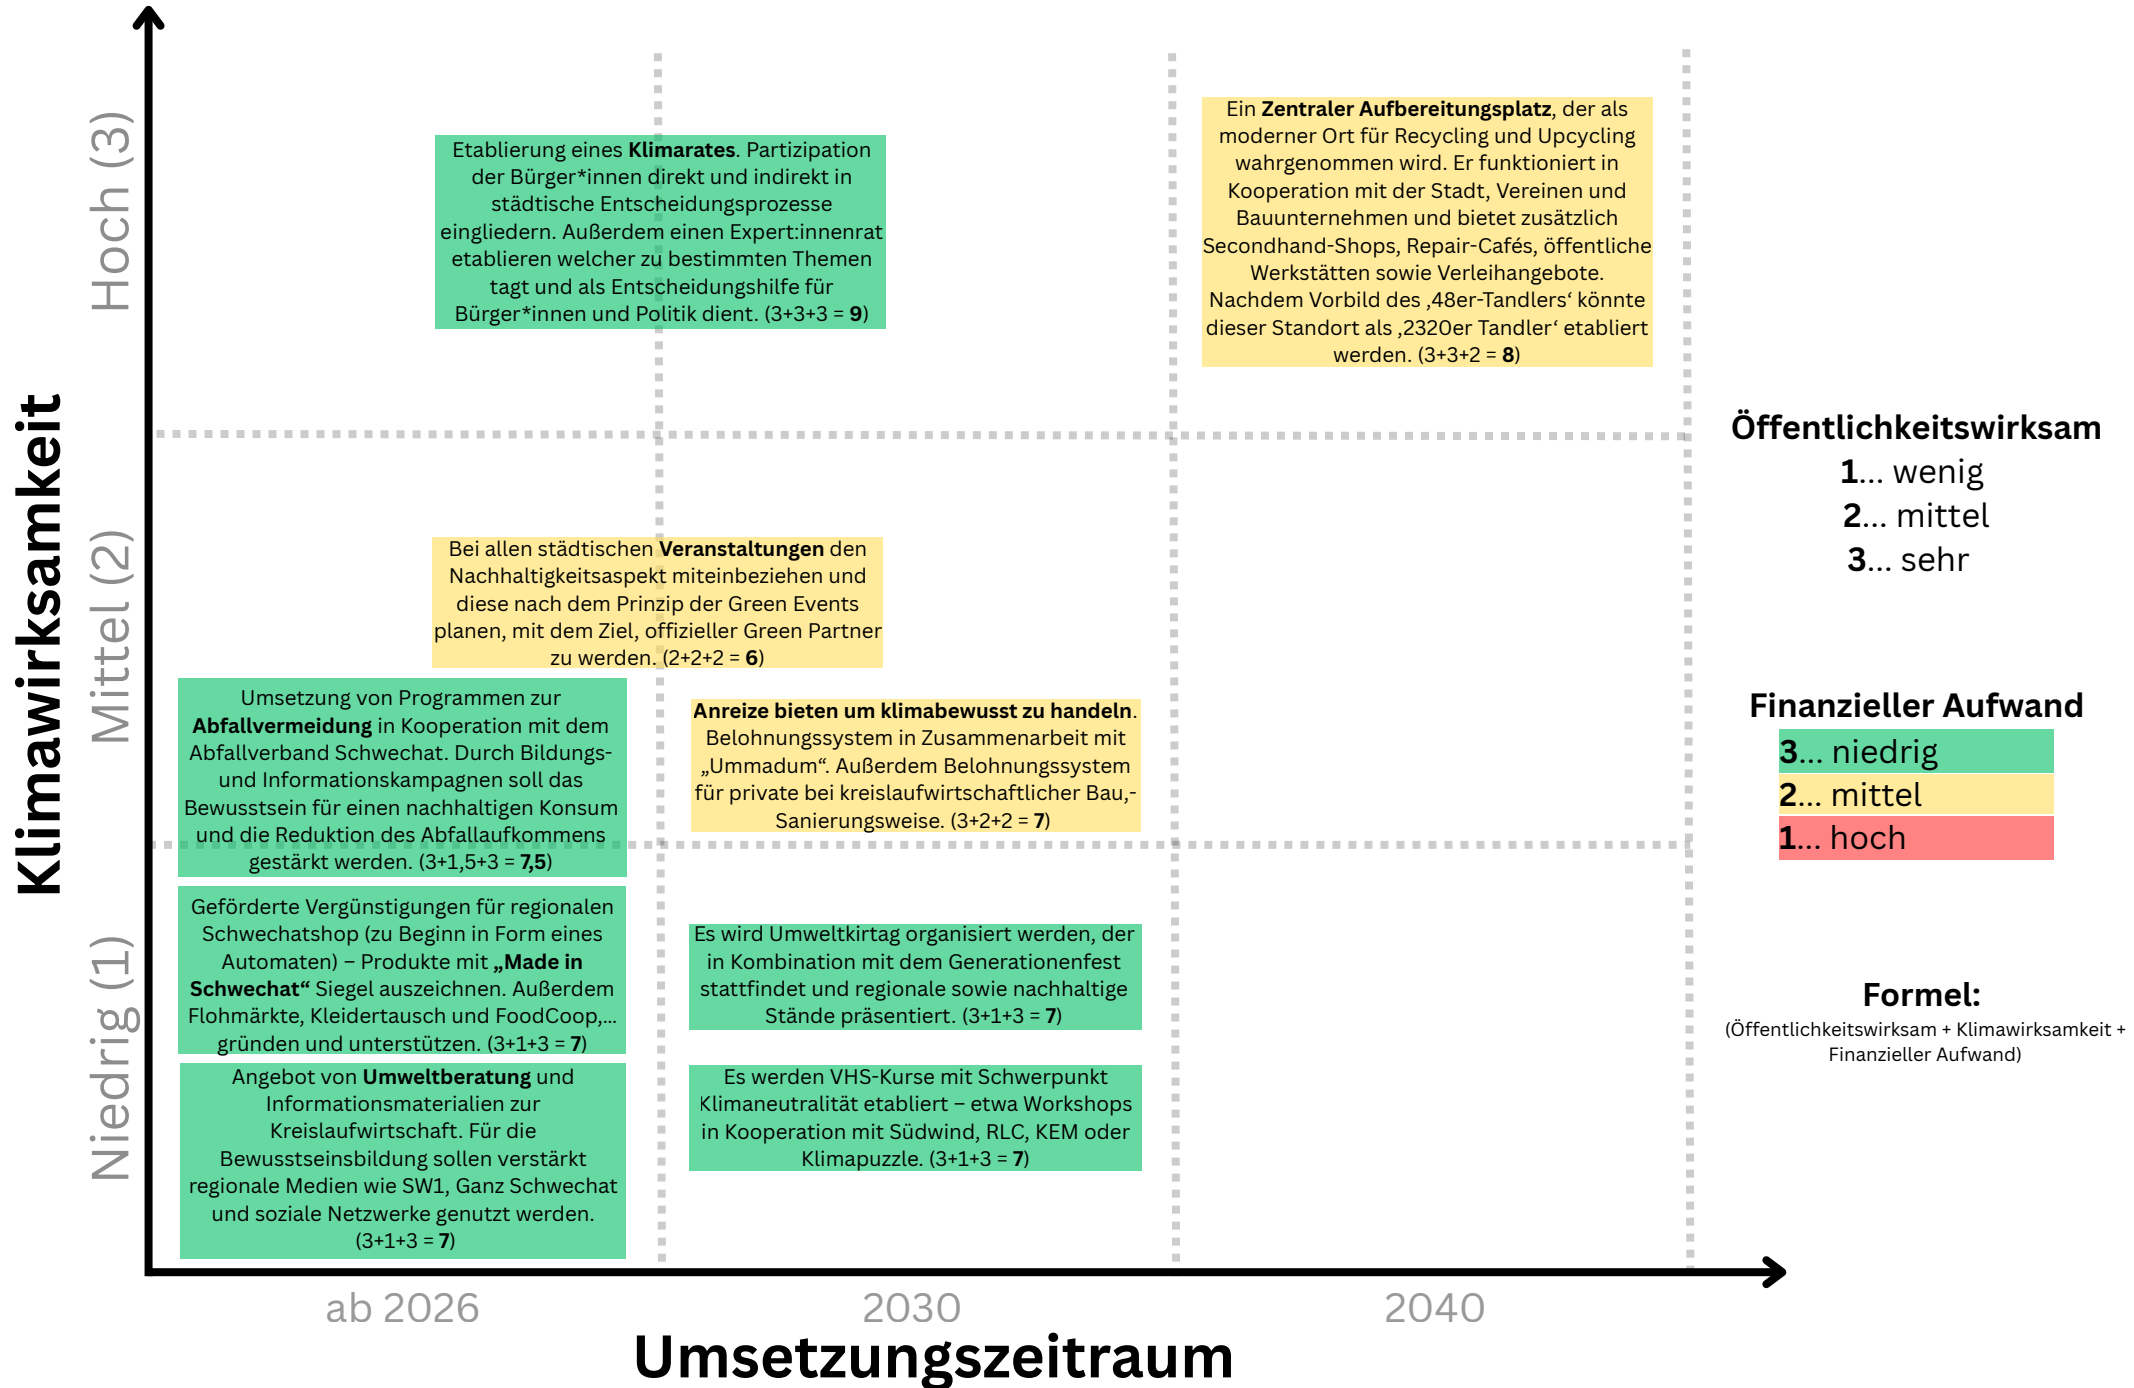 Klimawirksamkeit
Hoch (3)
Mittel (2)
Niedrig (1)
Etablierung eines Klimarates. Partizipation
der Bürger*innen direkt und indirekt in
städtische Entscheidungsprozesse
eingliedern. Außerdem einen Expert:innenrat
etablieren welcher zu bestimmten Themen
tagt und als Entscheidungshilfe für
Bürger*innen und Politik dient. (3+3+3 = 9)
Ein Zentraler Aufbereitungsplatz, der als
moderner Ort für Recycling und Upcycling
wahrgenommen wird. Er funktioniert in
Kooperation mit der Stadt, Vereinen und
Bauunternehmen und bietet zusätzlich
Secondhand-Shops, Repair-Cafés, öffentliche
Werkstätten sowie Verleihangebote.
Nachdem Vorbild des ‚48er-Tandlers‘ könnte
dieser Standort als ‚2320er Tandler‘ etabliert
werden. (3+3+2 = 8)
Bei allen städtischen Veranstaltungen den
Nachhaltigkeitsaspekt miteinbeziehen und
diese nach dem Prinzip der Green Events
planen, mit dem Ziel, offizieller Green Partner
zu werden. (2+2+2 = 6)
Umsetzung von Programmen zur
Abfallvermeidung in Kooperation mit dem
Abfallverband Schwechat. Durch Bildungs-
und Informationskampagnen soll das
Bewusstsein für einen nachhaltigen Konsum
und die Reduktion des Abfallaufkommens
gestärkt werden. (3+1,5+3 = 7,5)
Anreize bieten um klimabewusst zu handeln.
Belohnungssystem in Zusammenarbeit mit
„Ummadum“. Außerdem Belohnungssystem
für private bei kreislaufwirtschaftlicher Bau,-
Sanierungsweise. (3+2+2 = 7)
Geförderte Vergünstigungen für regionalen
Schwechatshop (zu Beginn in Form eines
Automaten) – Produkte mit „Made in
Schwechat“ Siegel auszeichnen. Außerdem
Flohmärkte, Kleidertausch und FoodCoop,...
gründen und unterstützen. (3+1+3 = 7)
Es wird Umweltkirtag organisiert werden, der
in Kombination mit dem Generationenfest
stattfindet und regionale sowie nachhaltige
Stände präsentiert. (3+1+3 = 7)
Angebot von Umweltberatung und
Informationsmaterialien zur
Kreislaufwirtschaft. Für die
Bewusstseinsbildung sollen verstärkt
regionale Medien wie SW1, Ganz Schwechat
und soziale Netzwerke genutzt werden.
(3+1+3 = 7)
Es werden VHS-Kurse mit Schwerpunkt
Klimaneutralität etabliert – etwa Workshops
in Kooperation mit Südwind, RLC, KEM oder
Klimapuzzle. (3+1+3 = 7)
Öffentlichkeitswirksam
1... wenig
2... mittel
3... sehr
Finanzieller Aufwand
3... niedrig
2... mittel
1... hoch
Formel:
(Öffentlichkeitswirksam + Klimawirksamkeit +
Finanzieller Aufwand)
ab 2026
2030
2040
Umsetzungszeitraum